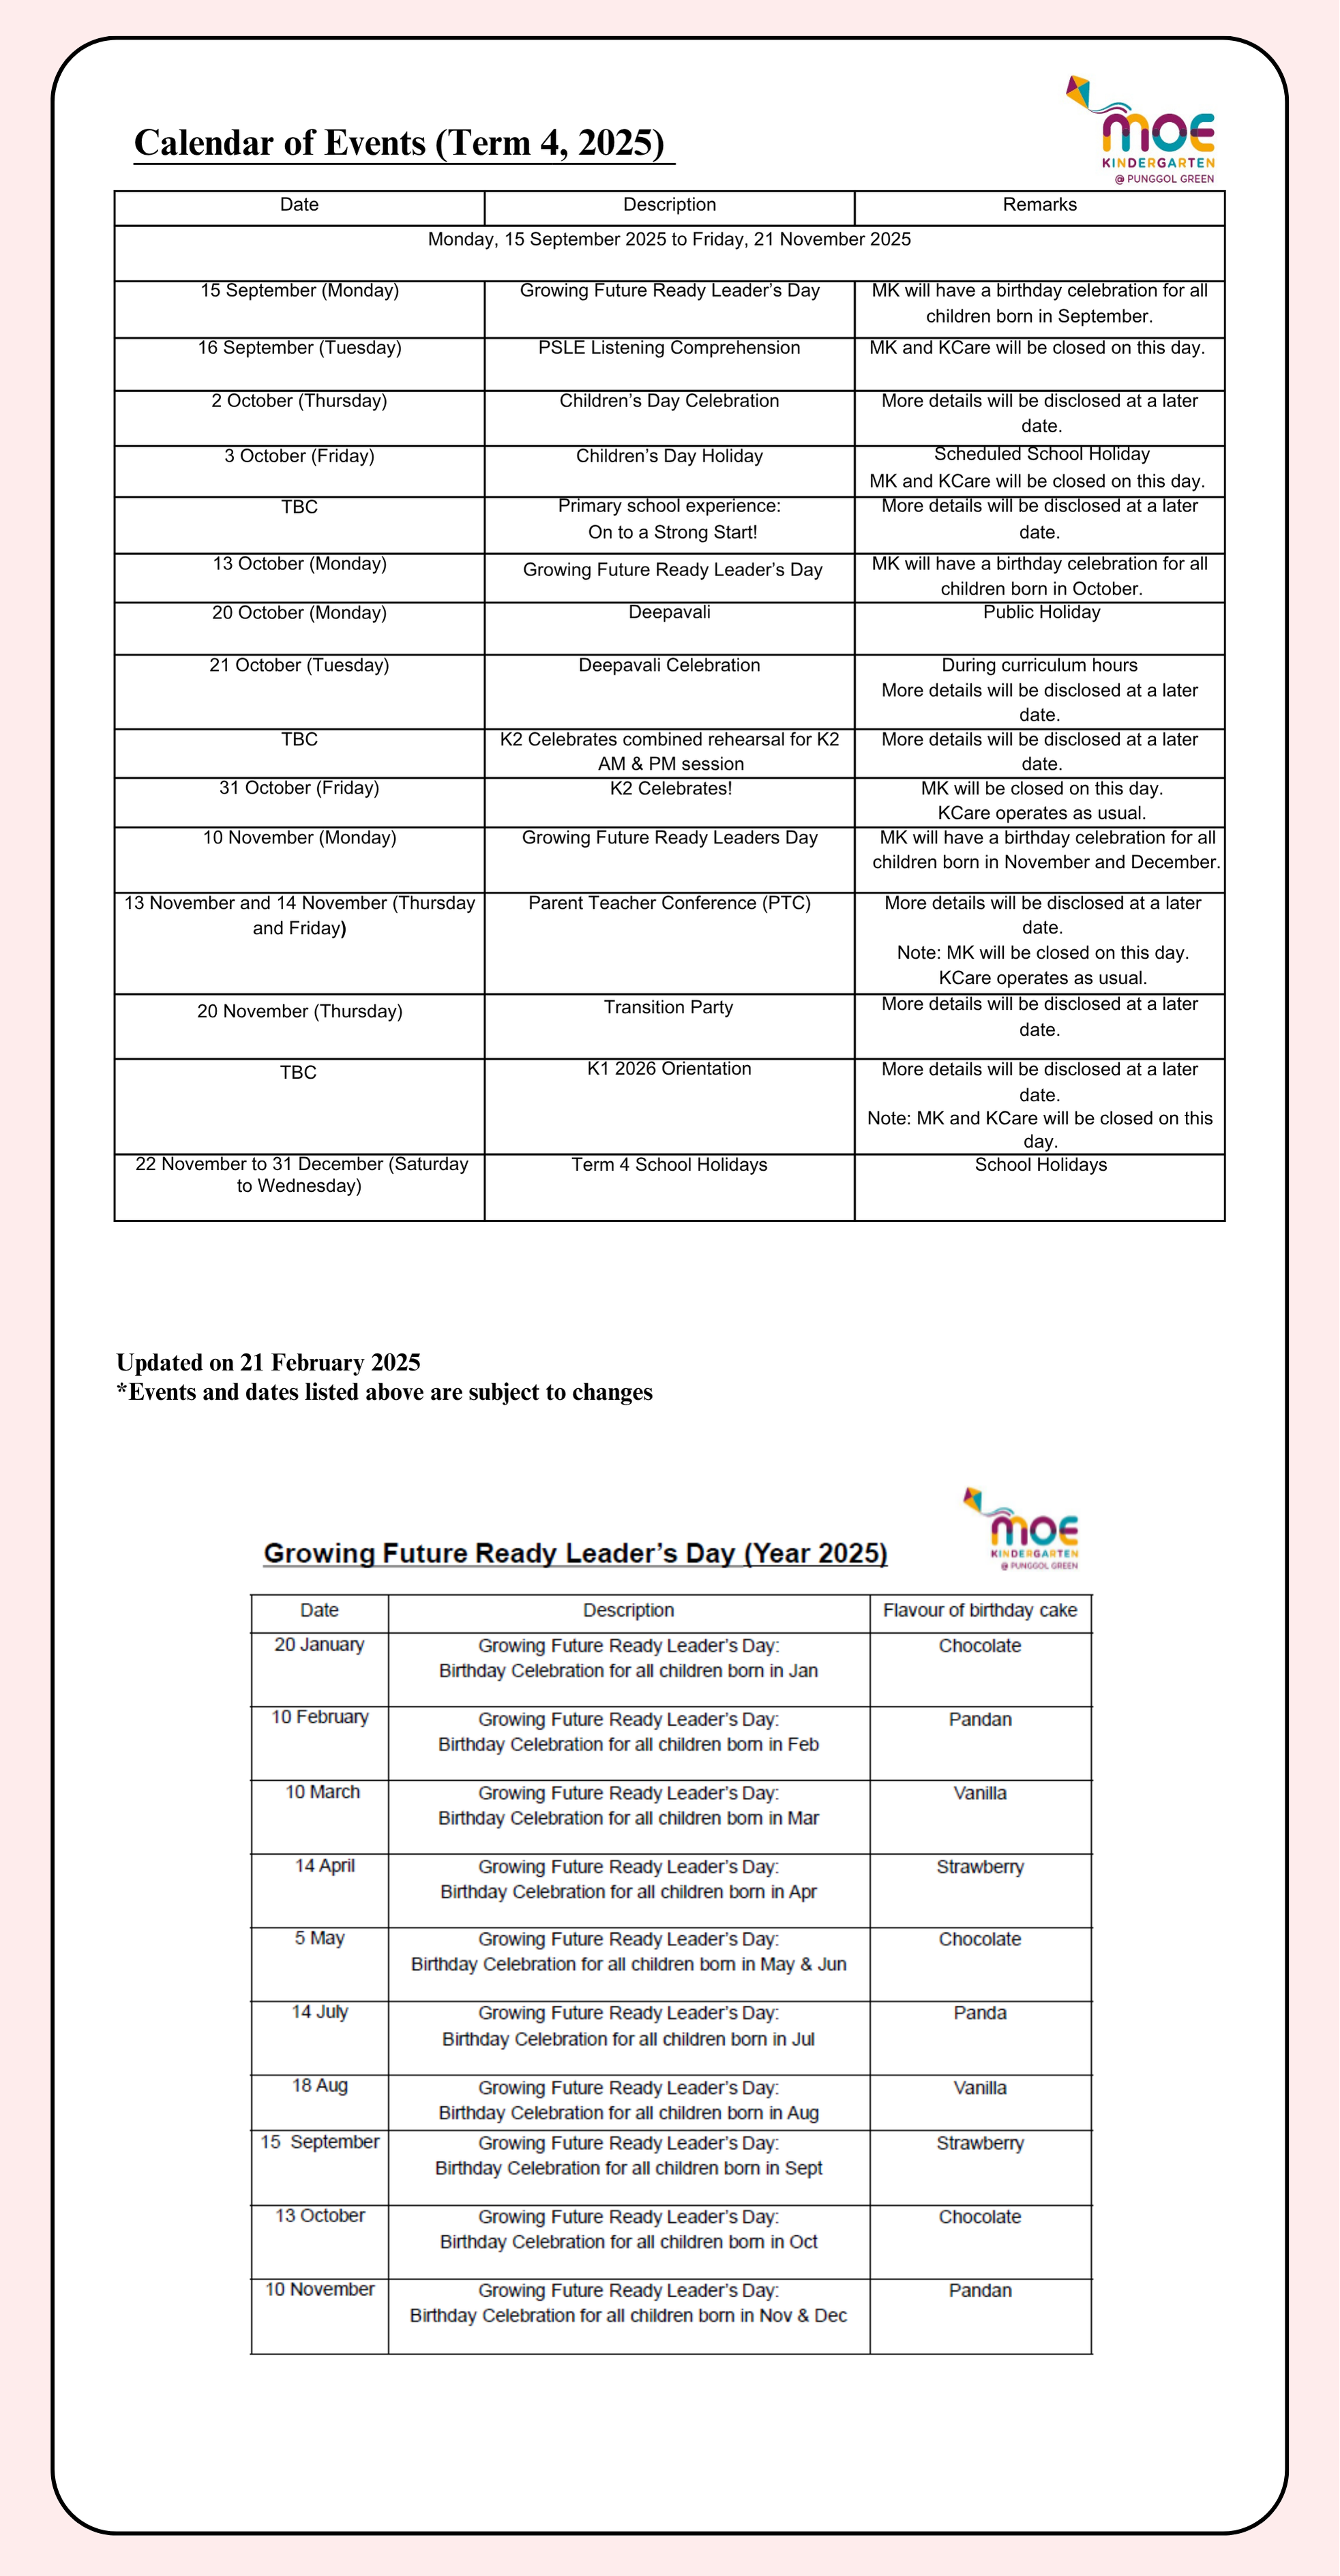 moe
KINDERGARTEN
@ PUNGGOL GREEN
Calendar of Events (Term 4, 2025)
Date Description Remarks
Monday, 15 September 2025 to Friday, 21 November 2025
15 September (Monday) Growing Future Ready Leader's Day MK will have a birthday celebration for all
children born in September.
16 September (Tuesday) PSLE Listening Comprehension MK and KCare will be closed on this day.
2 October (Thursday) Children's Day Celebration More details will be disclosed at a later
date.
3 October (Friday) Children's Day Holiday Scheduled School Holiday
MK and KCare will be closed on this day.
TBC Primary school experience: More details will be disclosed at a later
On to a Strong Start! date.
13 October (Monday) Growing Future Ready Leader's Day MK will have a birthday celebration for all
children born in October.
20 October (Monday) Deepavali Public Holiday
21 October (Tuesday) Deepavali Celebration During curriculum hours
More details will be disclosed at a later
date.
TBC K2 Celebrates combined rehearsal for K2 More details will be disclosed at a later
AM & PM session date.
31 October (Friday) K2 Celebrates! MK will be closed on this day.
KCare operates as usual.
10 November (Monday) Growing Future Ready Leaders Day MK will have a birthday celebration for all
children born in November and December.
13 November and 14 November (Thursday Parent Teacher Conference (PTC) More details will be disclosed at a later
and Friday) date.
Note: MK will be closed on this day.
KCare operates as usual.
20 November (Thursday) Transition Party More details will be disclosed at a later
date.
TBC K1 2026 Orientation More details will be disclosed at a later
date.
Note: MK and KCare will be closed on this
day.
22 November to 31 December (Saturday Term 4 School Holidays School Holidays
to Wednesday)
Updated on 21 February 2025
*Events and dates listed above are subject to changes
moe
KINDERGARTEN
@ PUNGGOL GREEN
Growing Future Ready Leader's Day (Year 2025)
Date Description Flavour of birthday cake
20 January Growing Future Ready Leader's Day: Chocolate
Birthday Celebration for all children born in Jan
10 February Growing Future Ready Leader's Day: Pandan
Birthday Celebration for all children born in Feb
10 March Growing Future Ready Leader's Day: Vanilla
Birthday Celebration for all children born in Mar
14 April Growing Future Ready Leader's Day: Strawberry
Birthday Celebration for all children born in Apr
5 May Growing Future Ready Leader's Day: Chocolate
Birthday Celebration for all children born in May & Jun
14 July Growing Future Ready Leader's Day: Panda
Birthday Celebration for all children born in Jul
18 Aug Growing Future Ready Leader's Day: Vanilla
Birthday Celebration for all children born in Aug
15 September Growing Future Ready Leader's Day: Strawberry
Birthday Celebration for all children born in Sept
13 October Growing Future Ready Leader's Day: Chocolate
Birthday Celebration for all children born in Oct
10 November Growing Future Ready Leader's Day: Pandan
Birthday Celebration for all children born in Nov & Dec